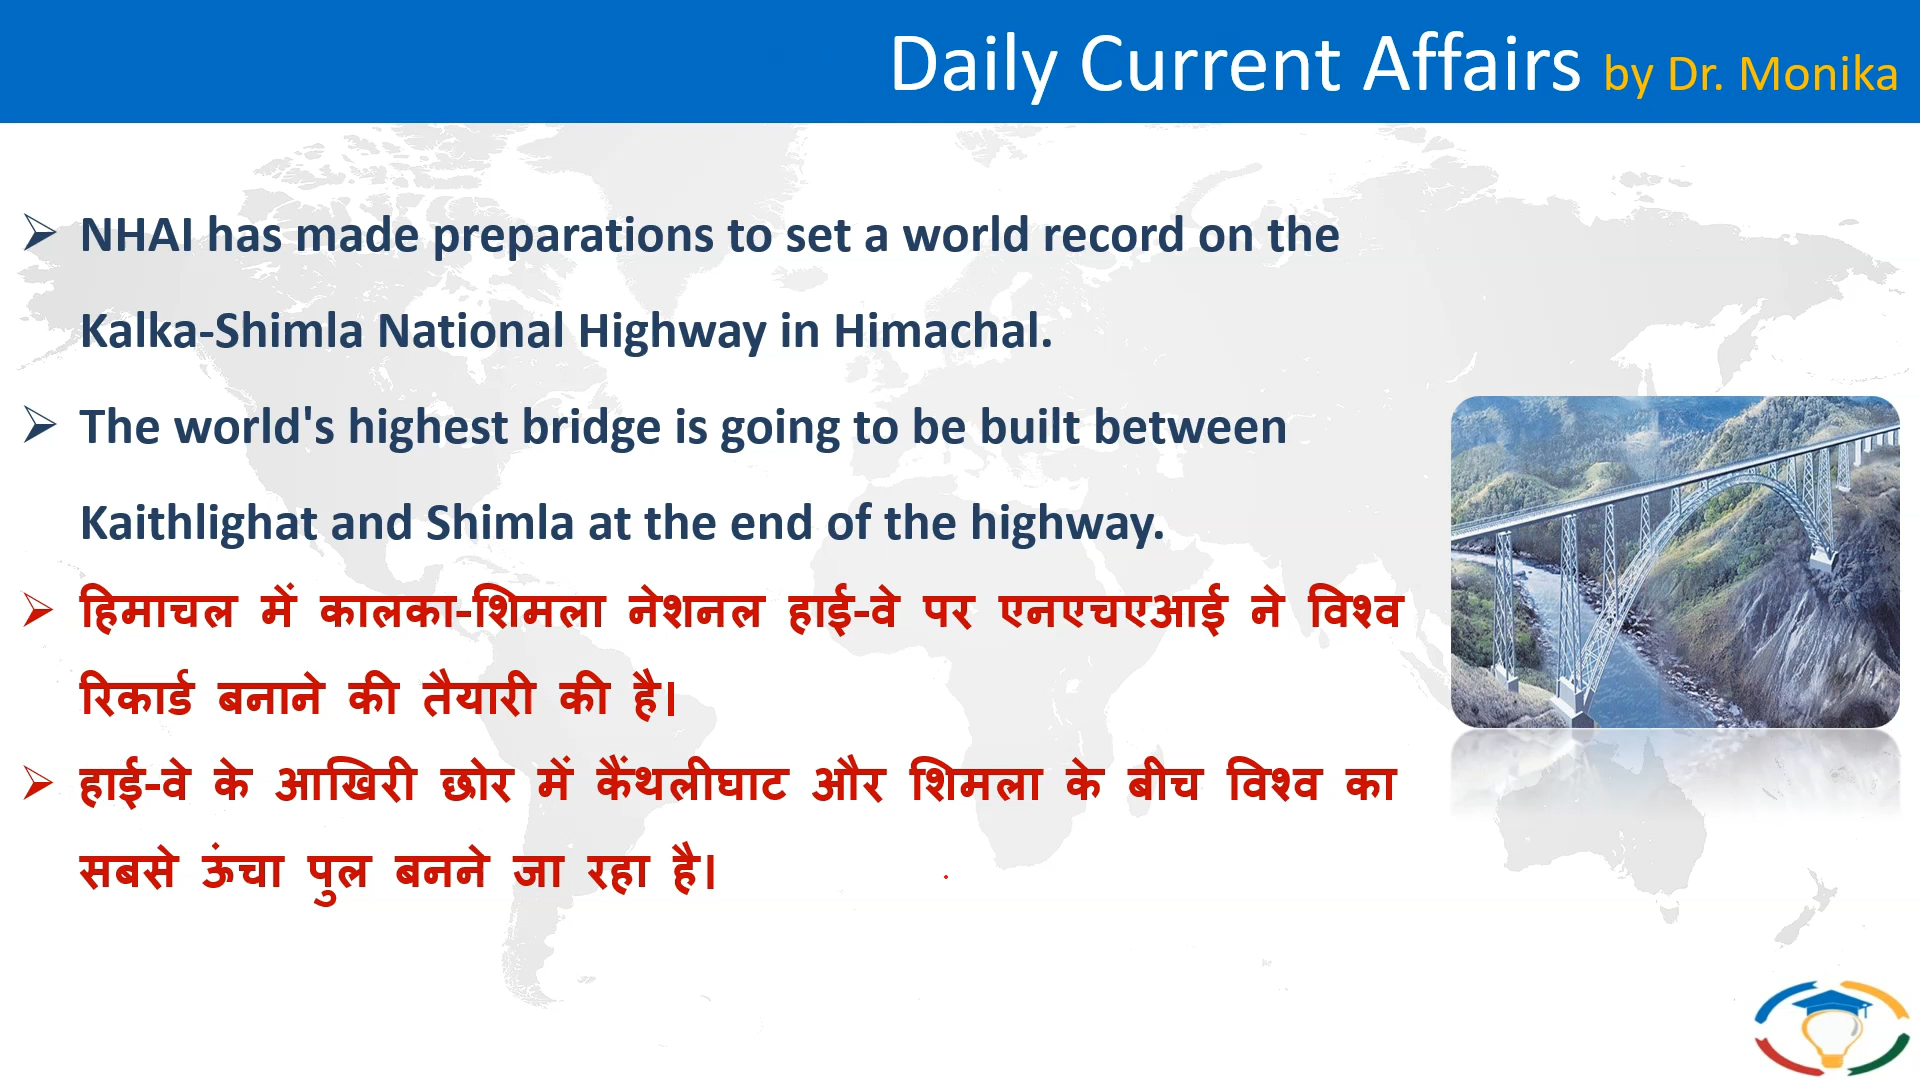 Daily Current Affairs by Dr. Monika
➢ NHAI has made preparations to set a world record on the
Kalka-Shimla National Highway in Himachal.
➢ The world's highest bridge is going to be built between
Kaithlighat and Shimla at the end of the highway.
➢ हिमाचल में कालका-शिमला नेशनल हाई-वे पर एनएचएआई ने विश्व
रिकार्ड बनाने की तैयारी की है।
➢ हाई-वे के आखिरी छोर में कैंथलीघाट और शिमला के बीच विश्व का
सबसे ऊंचा पुल बनने जा रहा है।